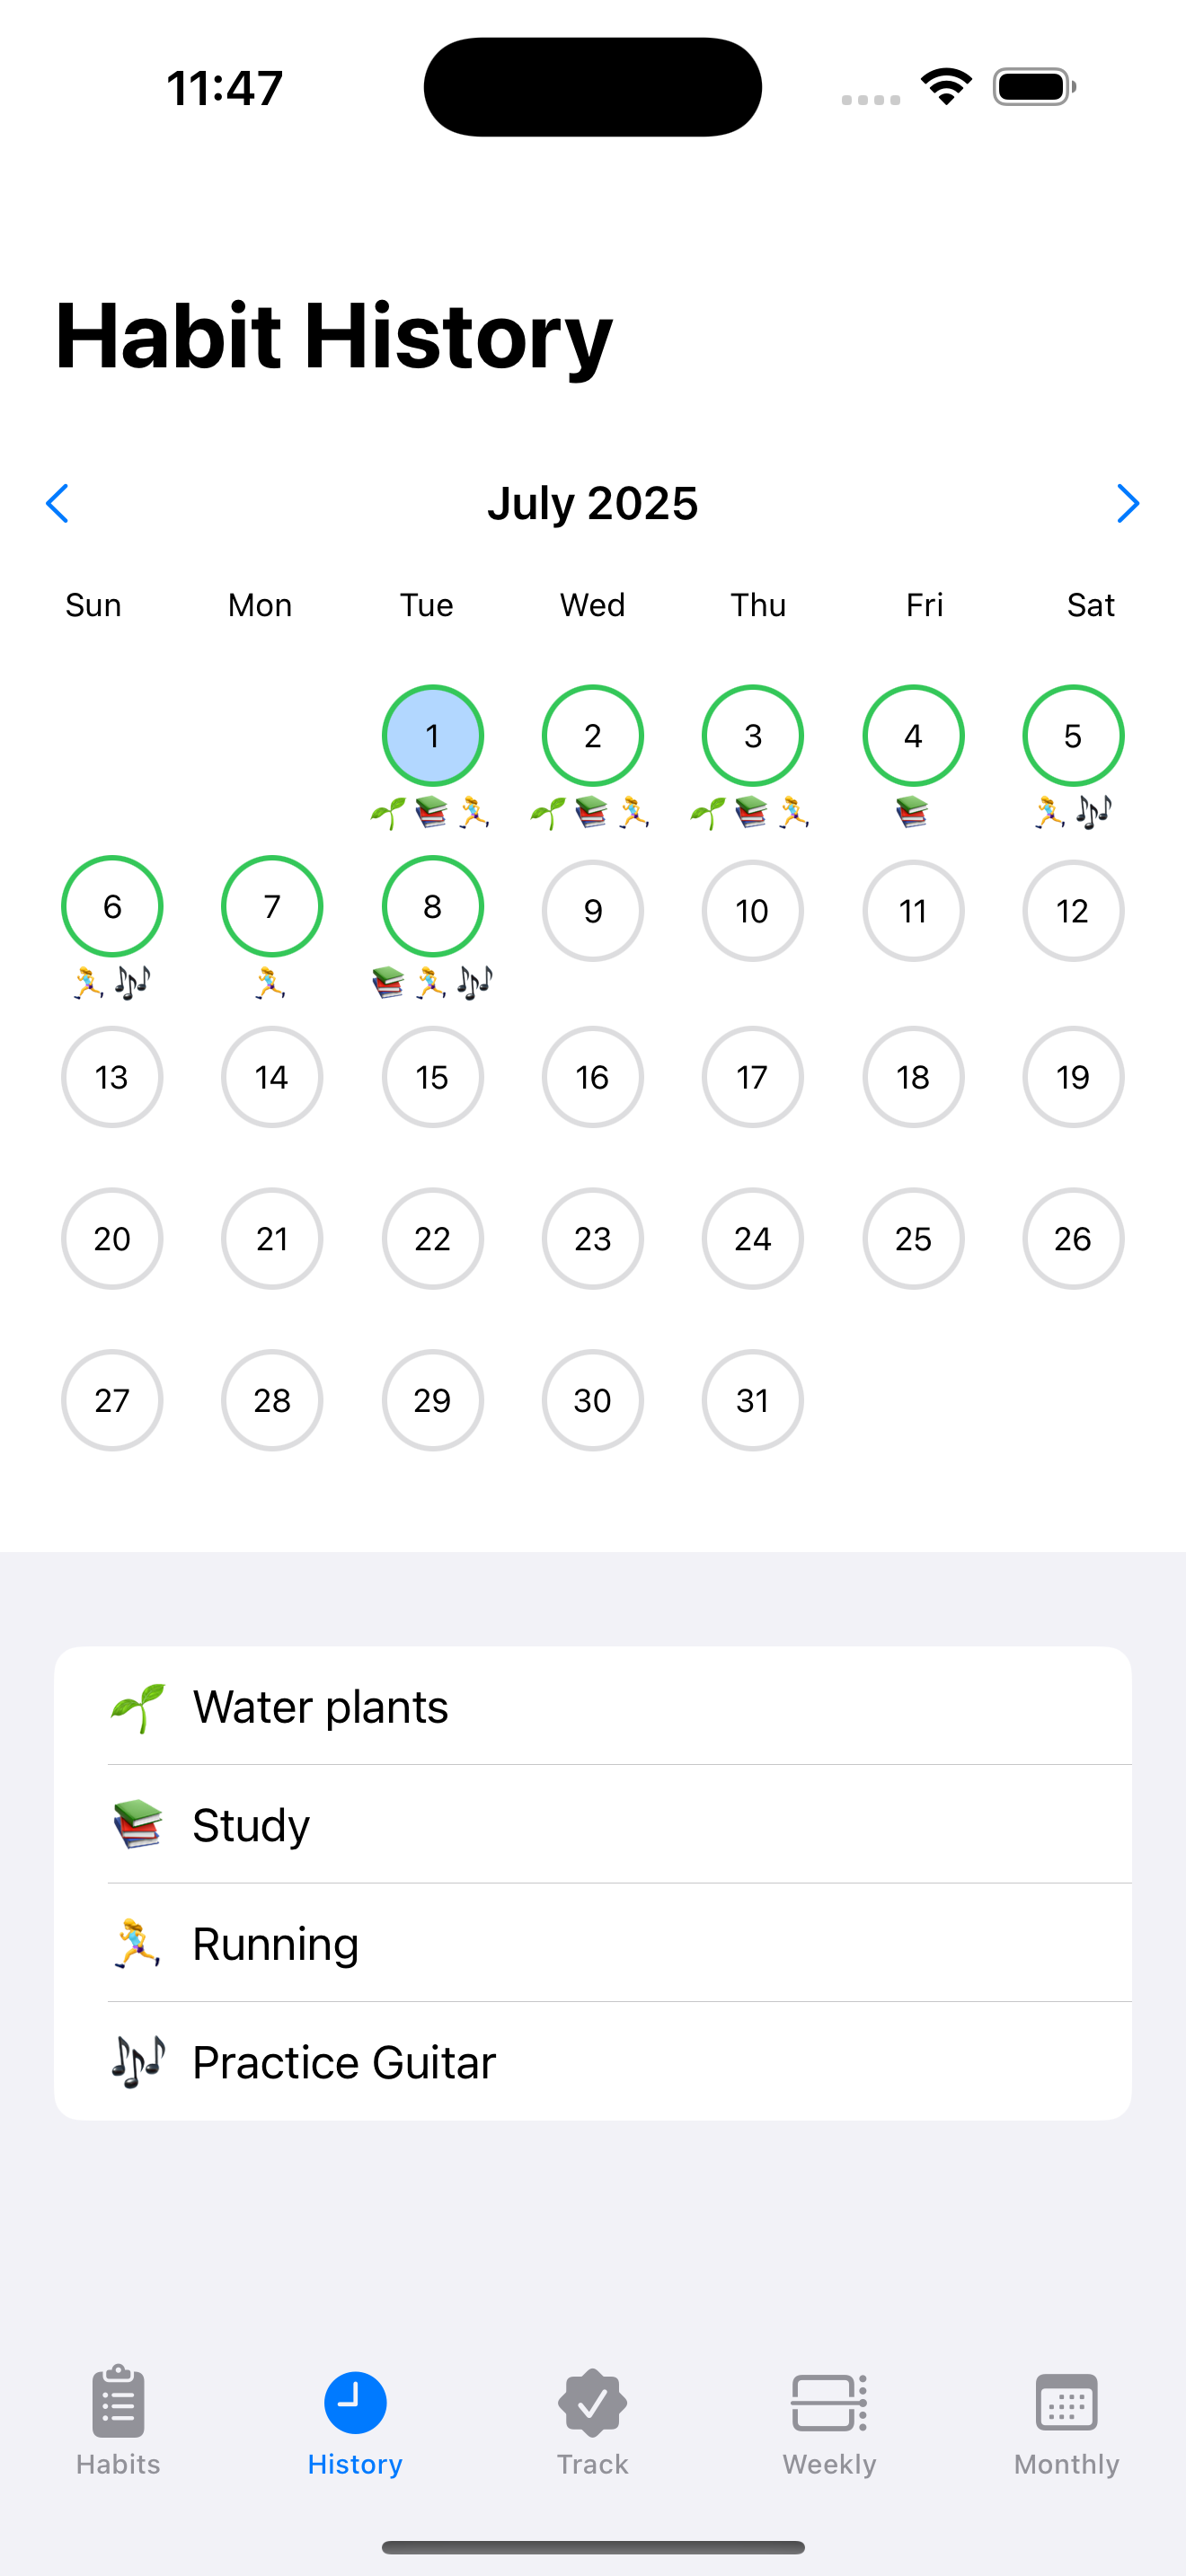 11:47
Habit History
July 2025
Sun Mon Tue Wed Thu Fri Sat
1 2 3 4 5
6 7 8 9 10 11 12
13 14 15 16 17 18 19
20 21 22 23 24 25 26
27 28 29 30 31
Water plants
Study
Running
Practice Guitar
Habits History Track Weekly Monthly